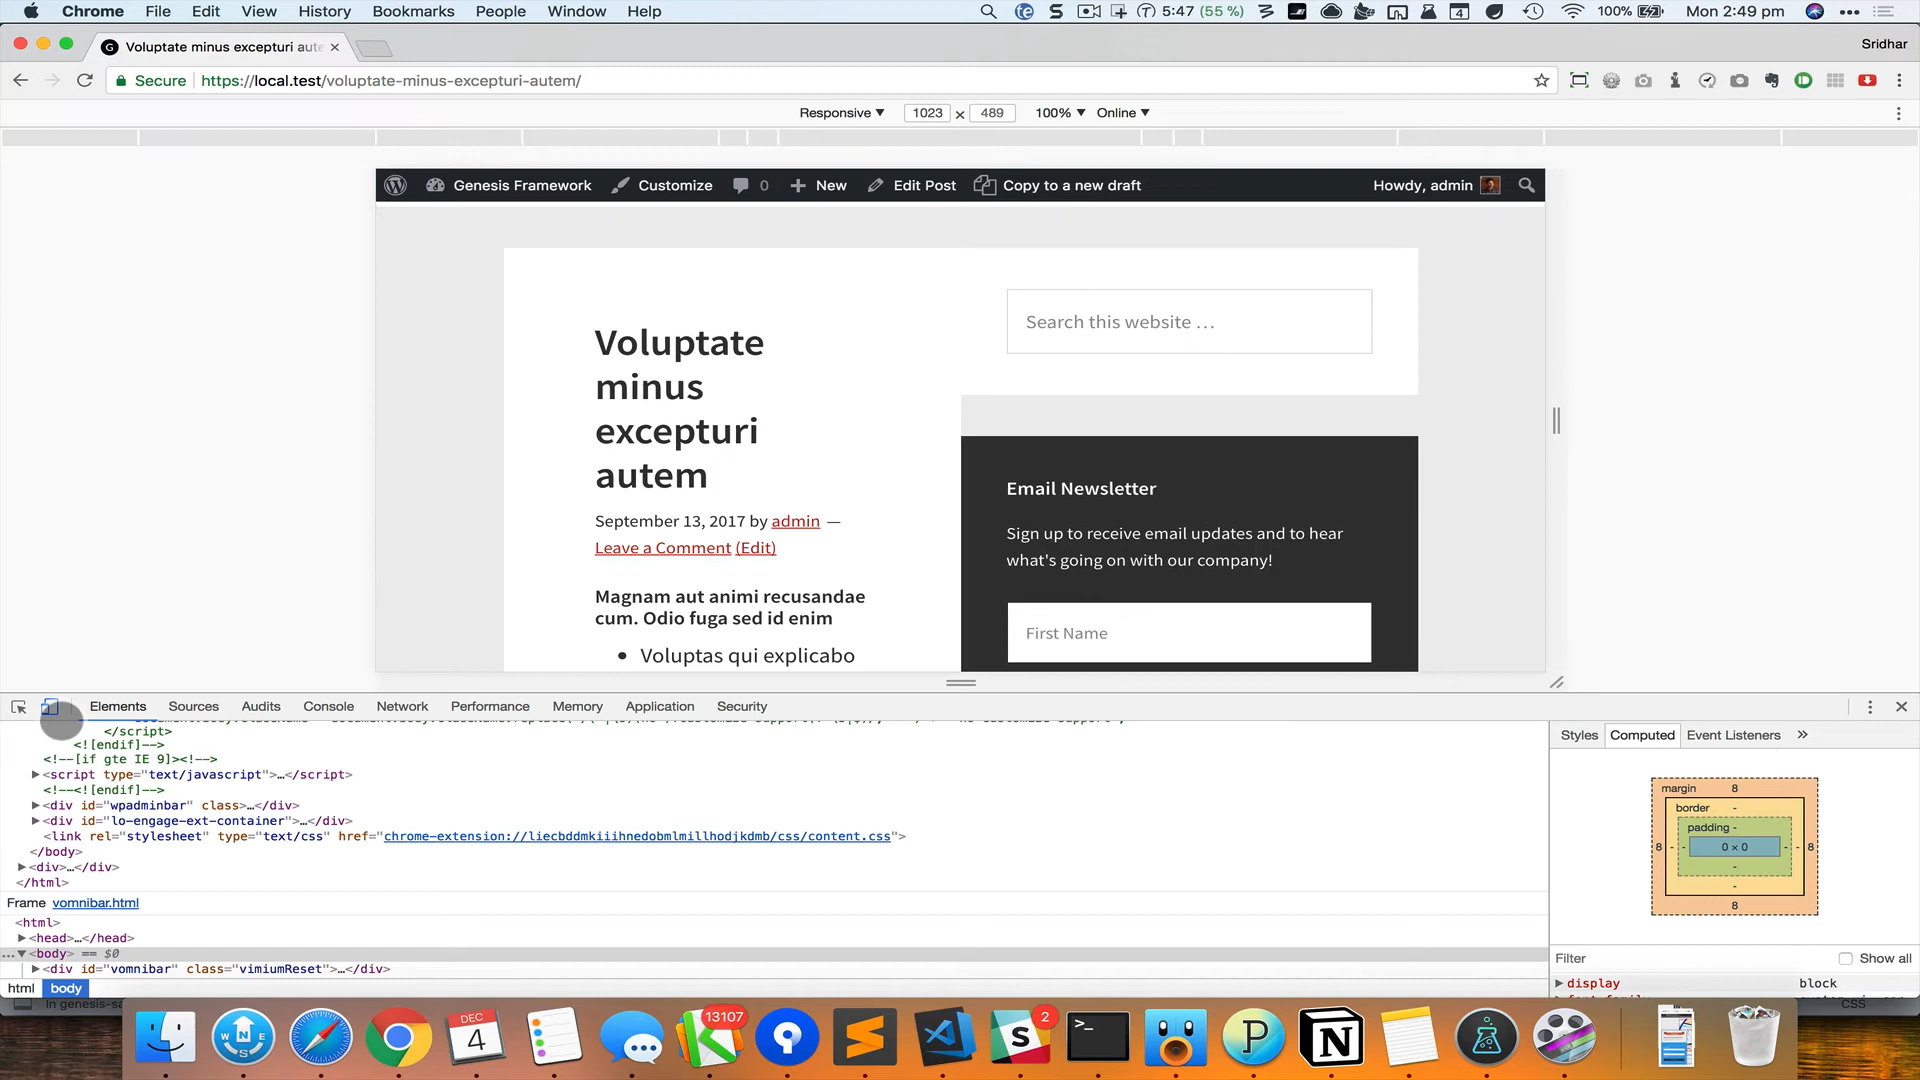 Chrome File Edit View History Bookmarks People Window Help 5:47 (55 %) 4 100% Mon 2:49 pm
Voluptate minus excepturi aute
Sridhar
Secure https://local.test/voluptate-minus-excepturi-autem/
Responsive 1023 × 489 100% Online
Genesis Framework Customize 0 New Edit Post Copy to a new draft Howdy, admin
Search this website …
Voluptate
minus
excepturi
autem
September 13, 2017 by admin —
Leave a Comment (Edit)
Magnam aut animi recusandae
cum. Odio fuga sed id enim
Voluptas qui explicabo
Email Newsletter
Sign up to receive email updates and to hear
what's going on with our company!
First Name
Elements Sources Audits Console Network Performance Memory Application Security
</script>
<![endif]-->
<!--[if gte IE 9]><!-->
<script type="text/javascript">…</script>
<!--<![endif]-->
<div id="wpadminbar" class>…</div>
<div id="lo-engage-ext-container">…</div>
<link rel="stylesheet" type="text/css" href="chrome-extension://liecbddmkiiihnedobmlmillhodjkdmb/css/content.css">
</body>
<div>…</div>
</html>
Frame vomnibar.html
<html>
<head>…</head>
… <body> == $0
<div id="vomnibar" class="vimiumReset">…</div>
html body
Styles Computed Event Listeners »
margin 8
border -
padding -
8 - - 0 × 0 - - 8
-
-
8
Filter Show all
display block
In genesis-sa
CSS
DEC
4
13107
2